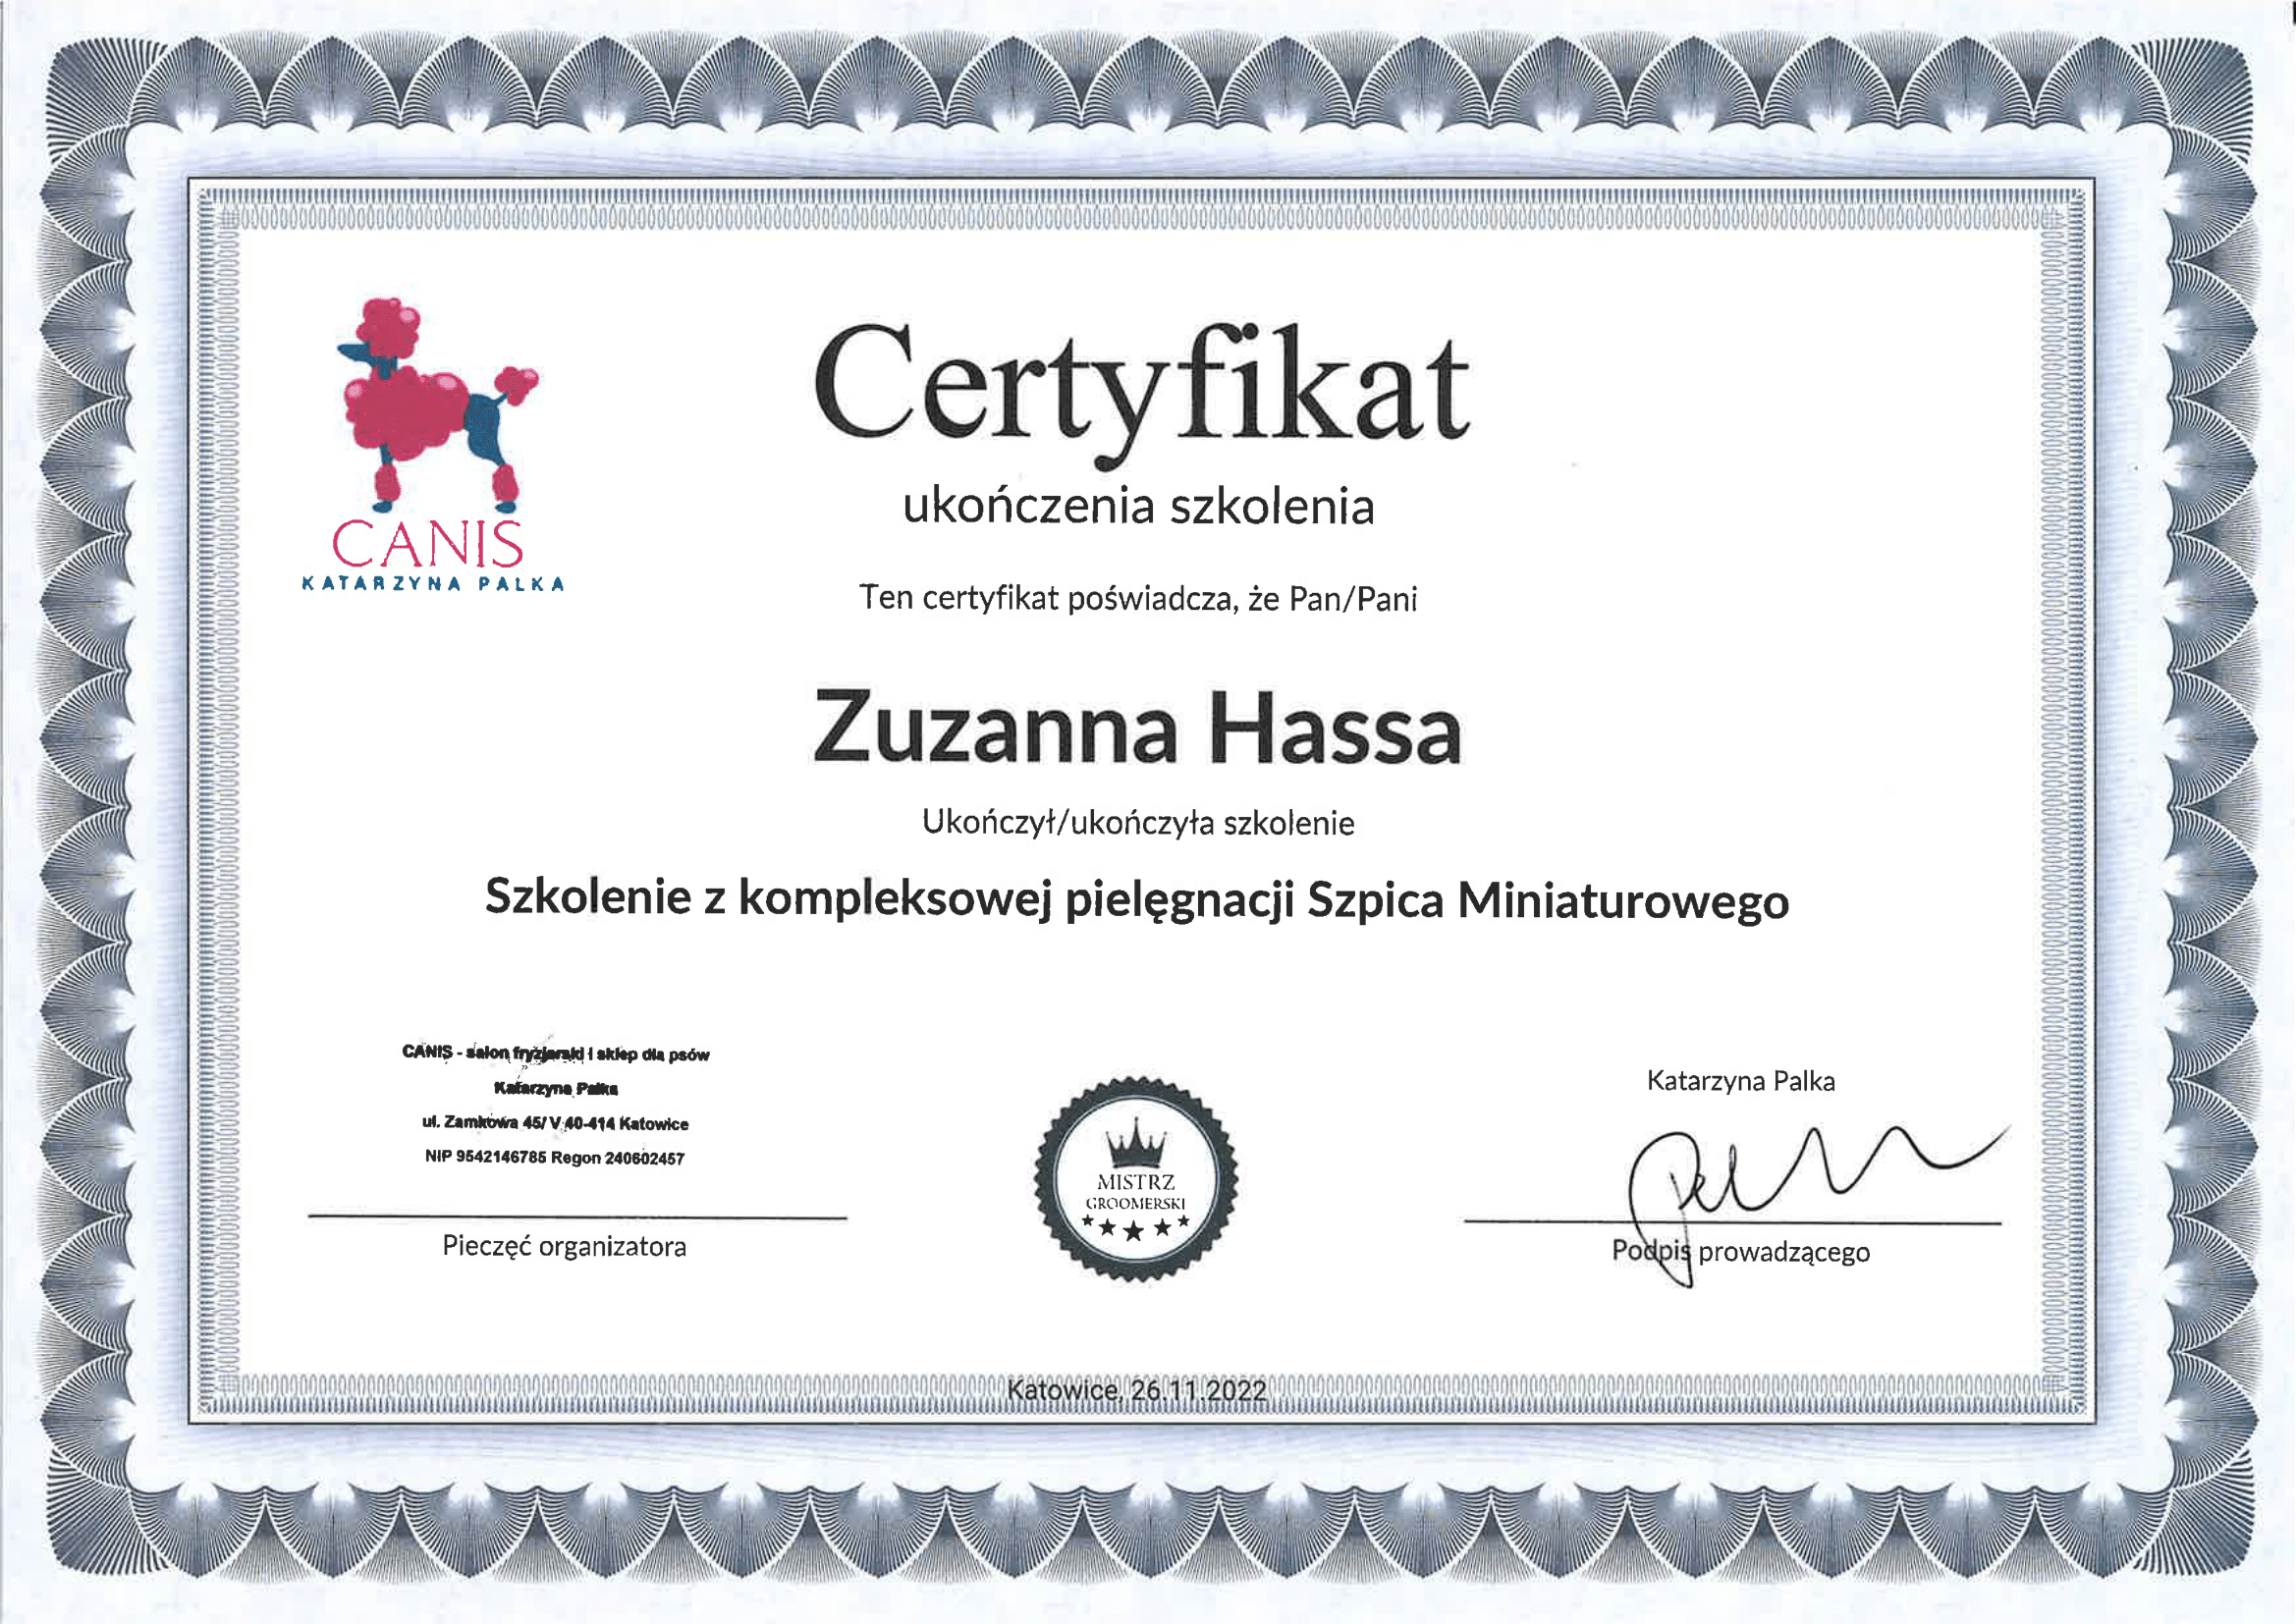 CANIS
KATARZYNA PALKA
Certyfikat
ukończenia szkolenia
Ten certyfikat poświadcza, że Pan/Pani
Zuzanna Hassa
Ukończył/ukończyła szkolenie
Szkolenie z kompleksowej pielęgnacji Szpica Miniaturowego
CANIS - salon fryzjerski i sklep dla psów
Katarzyna Palka
ul. Zamkowa 45/ V 40-414 Katowice
NIP 9542146785 Regon 240602457
Pieczęć organizatora
MISTRZ
GROOMERSKI
Katarzyna Palka
Podpis prowadzącego
Katowice, 26.11.2022